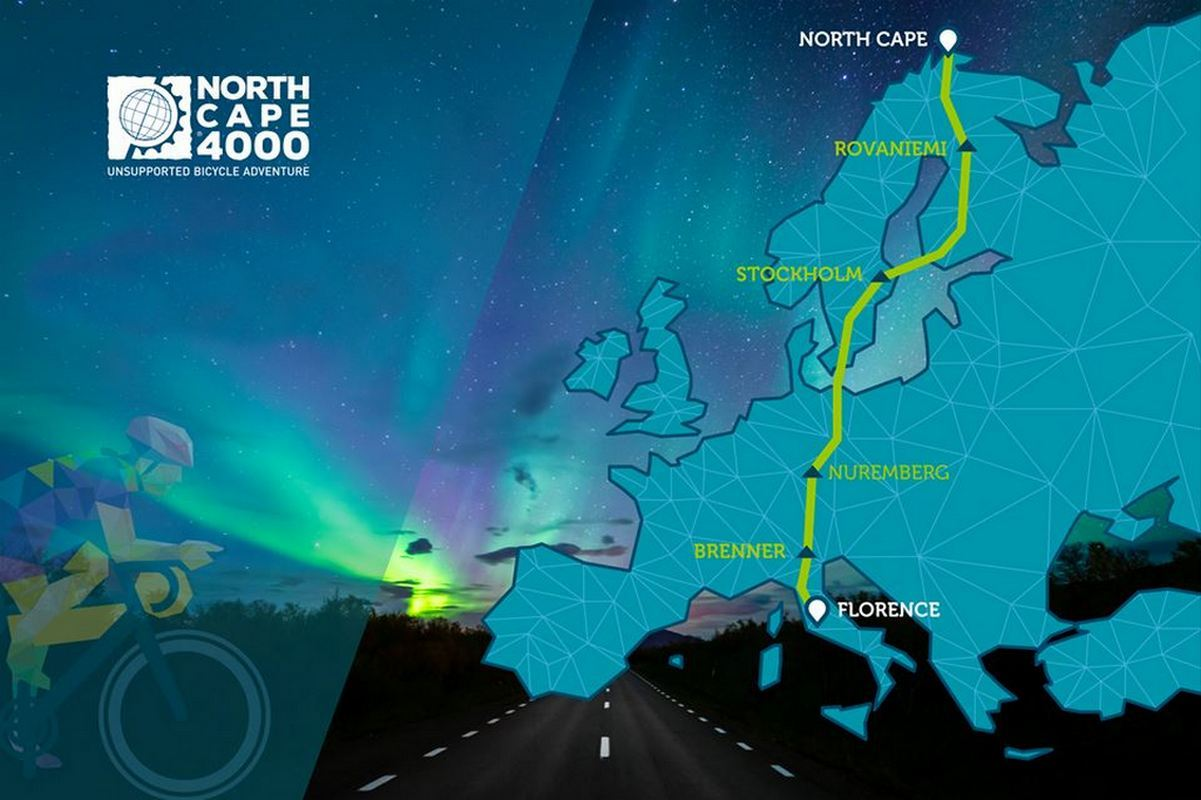 NORTH
CAPE
4000
UNSUPPORTED BICYCLE ADVENTURE
NORTH CAPE
ROVANIEMI
STOCKHOLM
NUREMBERG
BRENNER
FLORENCE